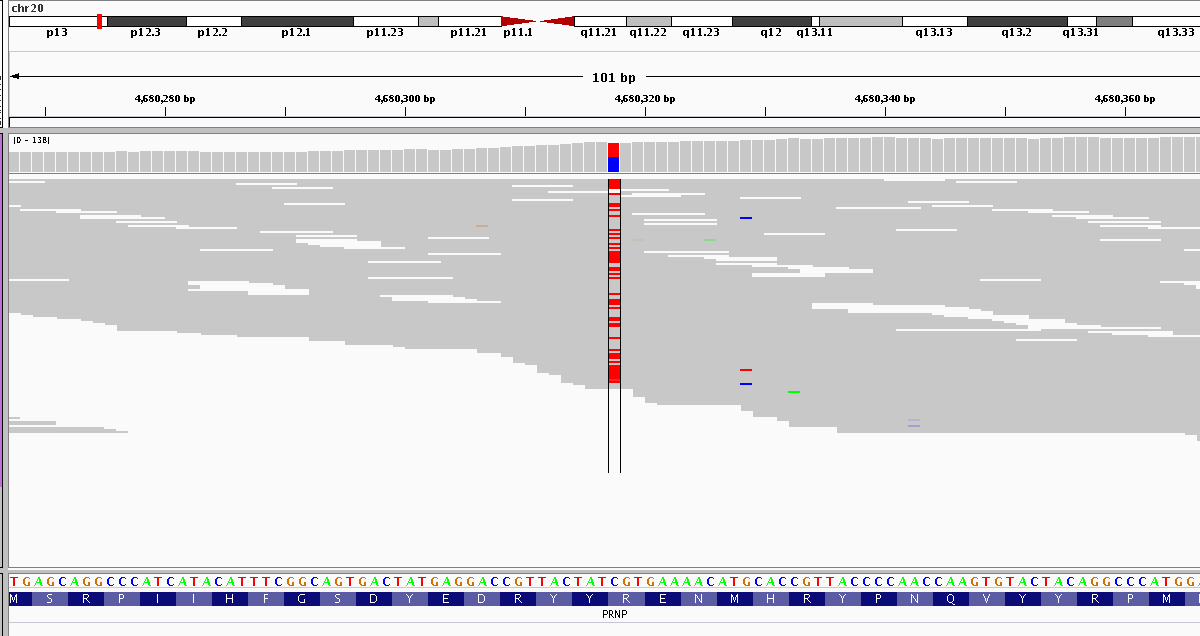 chr20
p13 p12.3 p12.2 p12.1 p11.23 p11.21 p11.1 q11.21 q11.22 q11.23 q12 q13.11 q13.13 q13.2 q13.31 q13.33
101 bp
4,680,280 bp 4,680,300 bp 4,680,320 bp 4,680,340 bp 4,680,360 bp
[0 - 138]
T G A G C A G G C C C A T C A T A C A T T T C G G C A G T G A C T A T G A G G A C C G T T A C T A T C G T G A A A A C A T G C A C C G T T A C C C C A A C C A A G T G T A C T A C A G G C C C A T G G
M S R P I I H F G S D Y E D R Y Y R E N M H R Y P N Q V Y Y R P M
PRNP